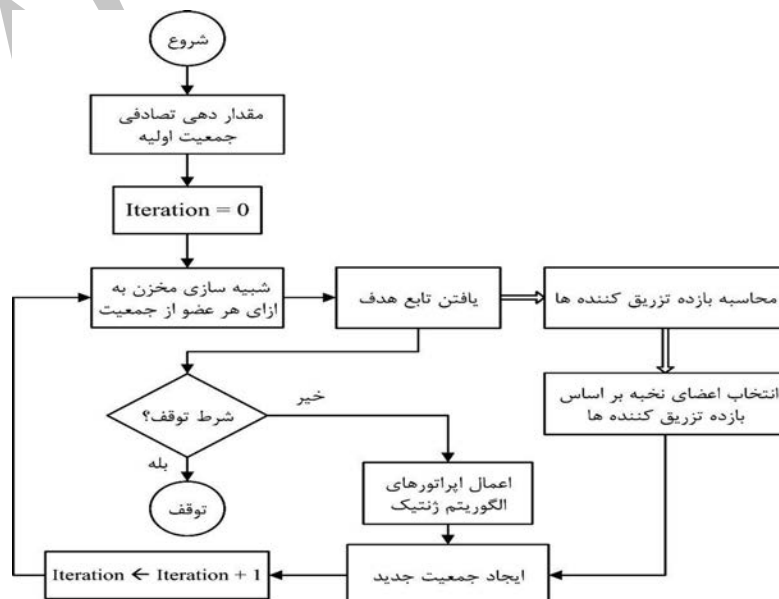 شروع
مقدار دهی تصادفی
جمعیت اولیه
Iteration = 0
شبیه سازی مخزن به
ازای هر عضو از جمعیت
یافتن تابع هدف
محاسبه بازده تزریق کننده ها
انتخاب اعضای نخبه بر اساس
بازده تزریق کننده ها
شرط توقف؟
خیر
بله
توقف
اعمال اپراتورهای
الگوریتم ژنتیک
ایجاد جمعیت جدید
Iteration ← Iteration + 1